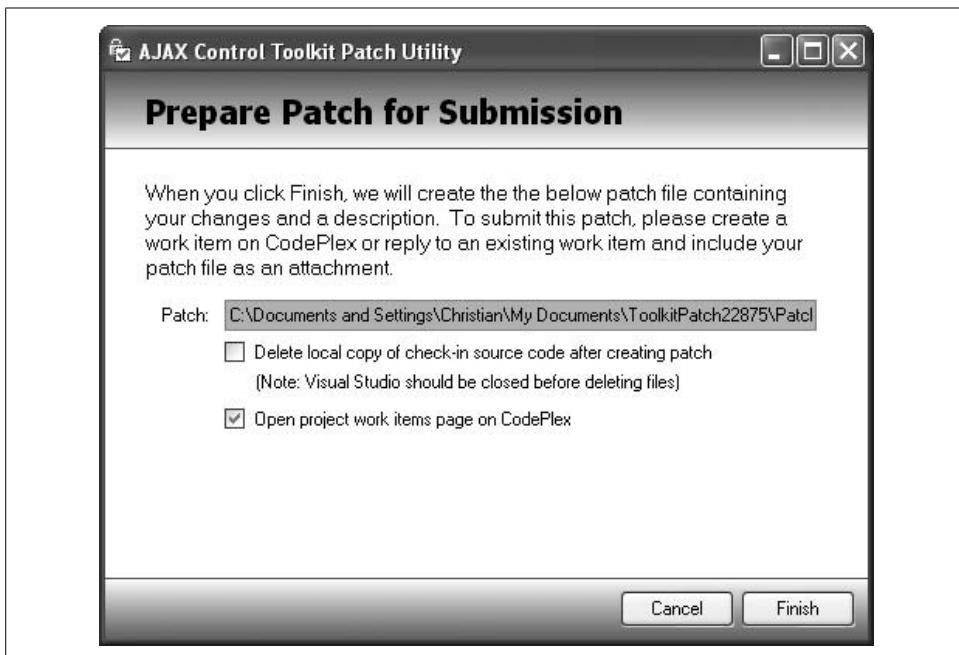 AJAX Control Toolkit Patch Utility
Prepare Patch for Submission
When you click Finish, we will create the the below patch file containing
your changes and a description. To submit this patch, please create a
work item on CodePlex or reply to an existing work item and include your
patch file as an attachment.
Patch: C:\Documents and Settings\Christian\My Documents\ToolkitPatch22875\Patcl
Delete local copy of check-in source code after creating patch
(Note: Visual Studio should be closed before deleting files)
Open project work items page on CodePlex
Cancel Finish